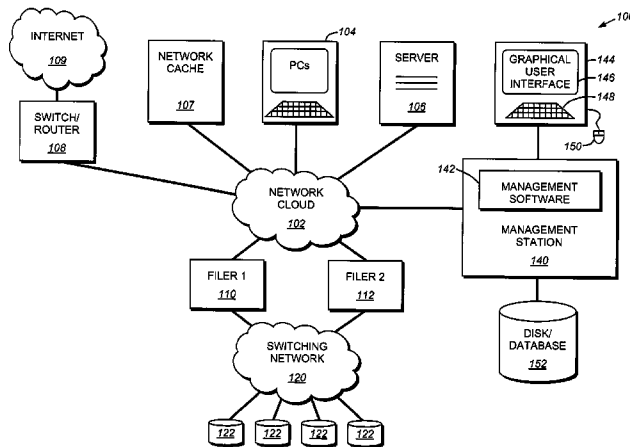 INTERNET
109
SWITCH/
ROUTER
108
NETWORK
CACHE
107
104
PCs
SERVER
106
144
GRAPHICAL
USER
INTERFACE
146
148
150
NETWORK
CLOUD
102
142
MANAGEMENT
SOFTWARE
MANAGEMENT
STATION
140
FILER 1
110
FILER 2
112
SWITCHING
NETWORK
120
DISK/
DATABASE
152
122
122
122
122